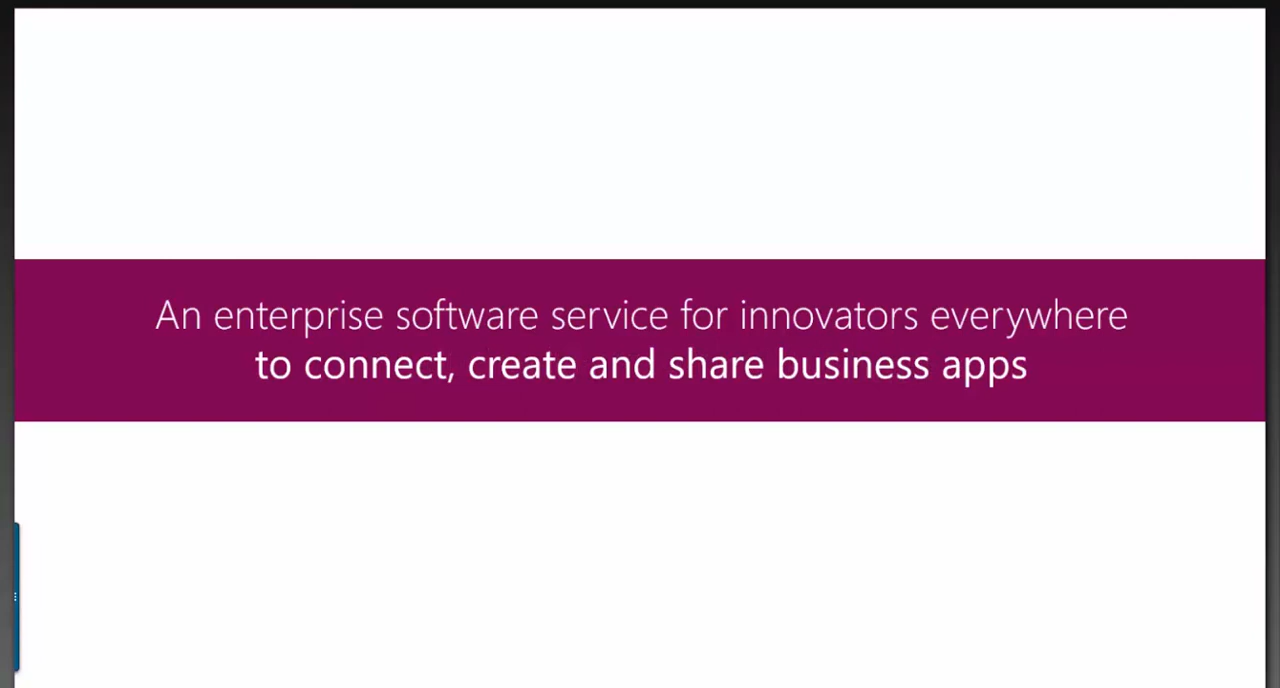 An enterprise software service for innovators everywhere
to connect, create and share business apps